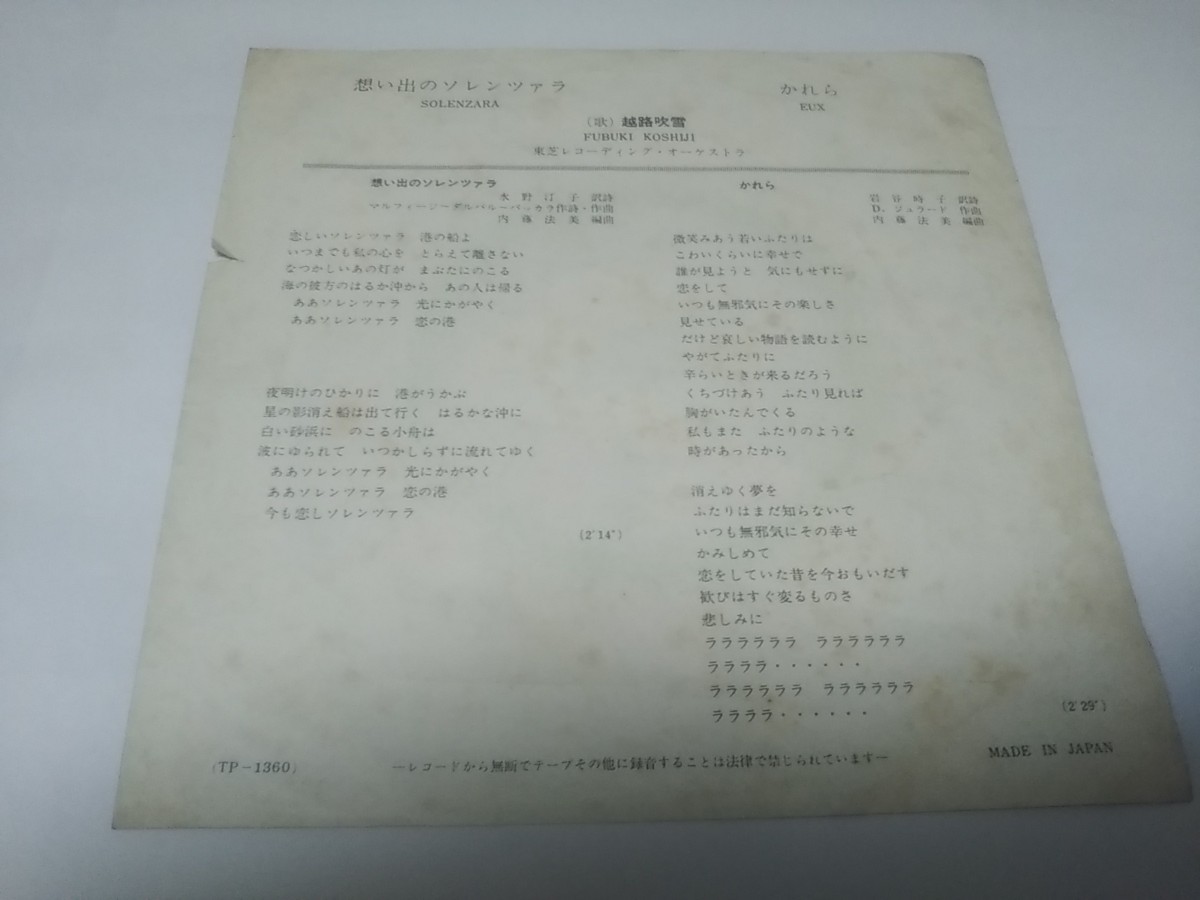 想い出のソレンツァラ
SOLENZARA
かれら
EUX
(歌) 越路吹雪
FUBUKI KOSHIJI
東芝レコーディング・オーケストラ
想い出のソレンツァラ
水野汀子 訳詩
マルフィージーダルバルーバッゥラ作詩・作曲
内藤法美 編曲
恋しいソレンツァラ 港の船よ
いつまでも私の心を とらえて離さない
なつかしいあの灯が まぶたにのこる
海の彼方のはるか沖から あの人は帰る
ああソレンツァラ 光にかがやく
ああソレンツァラ 恋の港
夜明けのひかりに 港がうかぶ
星の影消え船は出て行く はるかな沖に
白い砂浜に のこる小舟は
波にゆられて いつかしらずに流れてゆく
ああソレンツァラ 光にかがやく
ああソレンツァラ 恋の港
今も恋しソレンツァラ
(2'14")
かれら
岩谷時子 訳詩
D. ジュラード 作曲
内藤法美 編曲
微笑みあう若いふたりは
こわいくらいに幸せで
誰が見ようと 気にもせずに
恋をして
いつも無邪気にその楽しさ
見せている
だけど哀しい物語を読むように
やがてふたりに
辛らいときが来るだろう
くちづけあう ふたり見れば
胸がいたんでくる
私もまた ふたりのような
時があったから
消えゆく夢を
ふたりはまだ知らないで
いつも無邪気にその幸せ
かみしめて
恋をしていた昔を今おもいだす
歓びはすぐ変るものさ
悲しみに
ララララララ ララララララ
ララララ・・・・・・
ララララララ ララララララ
ララララ・・・・・・
(2'29")
(TP-1360)
―レコードから無断でテープその他に録音することは法律で禁じられています―
MADE IN JAPAN